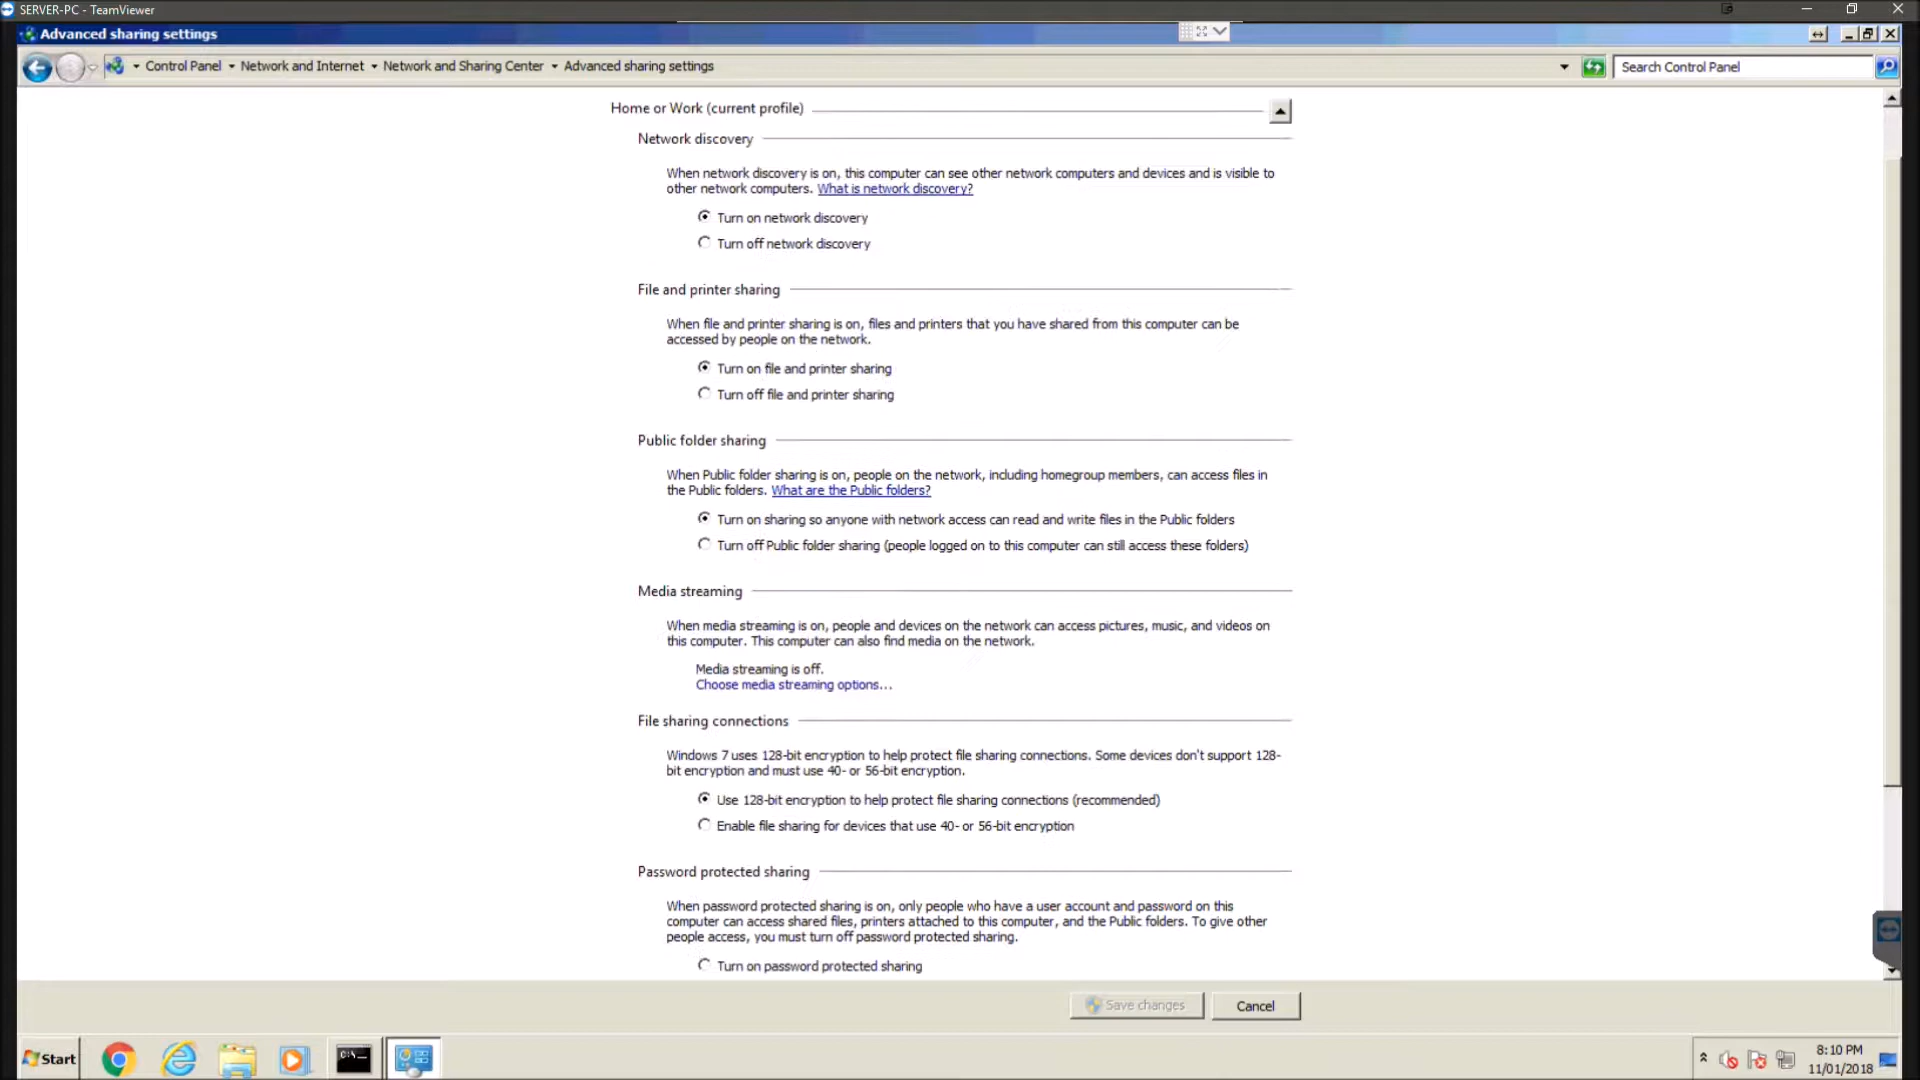 SERVER-PC - TeamViewer
Advanced sharing settings
Control Panel Network and Internet Network and Sharing Center Advanced sharing settings
Search Control Panel
Home or Work (current profile)
Network discovery
When network discovery is on, this computer can see other network computers and devices and is visible to
other network computers. What is network discovery?
Turn on network discovery
Turn off network discovery
File and printer sharing
When file and printer sharing is on, files and printers that you have shared from this computer can be
accessed by people on the network.
Turn on file and printer sharing
Turn off file and printer sharing
Public folder sharing
When Public folder sharing is on, people on the network, including homegroup members, can access files in
the Public folders. What are the Public folders?
Turn on sharing so anyone with network access can read and write files in the Public folders
Turn off Public folder sharing (people logged on to this computer can still access these folders)
Media streaming
When media streaming is on, people and devices on the network can access pictures, music, and videos on
this computer. This computer can also find media on the network.
Media streaming is off.
Choose media streaming options...
File sharing connections
Windows 7 uses 128-bit encryption to help protect file sharing connections. Some devices don't support 128-
bit encryption and must use 40- or 56-bit encryption.
Use 128-bit encryption to help protect file sharing connections (recommended)
Enable file sharing for devices that use 40- or 56-bit encryption
Password protected sharing
When password protected sharing is on, only people who have a user account and password on this
computer can access shared files, printers attached to this computer, and the Public folders. To give other
people access, you must turn off password protected sharing.
Turn on password protected sharing
Save changes
Cancel
Start
C:\_
8:10 PM
11/01/2018